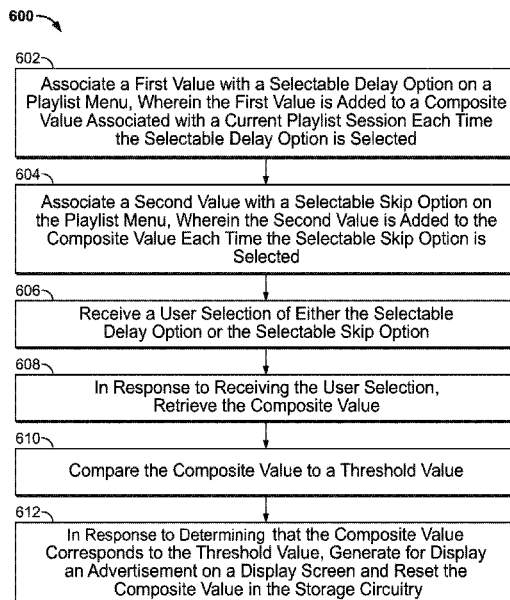 600
602
Associate a First Value with a Selectable Delay Option on a
Playlist Menu, Wherein the First Value is Added to a Composite
Value Associated with a Current Playlist Session Each Time
the Selectable Delay Option is Selected
604
Associate a Second Value with a Selectable Skip Option on
the Playlist Menu, Wherein the Second Value is Added to the
Composite Value Each Time the Selectable Skip Option is
Selected
606
Receive a User Selection of Either the Selectable
Delay Option or the Selectable Skip Option
608
In Response to Receiving the User Selection,
Retrieve the Composite Value
610
Compare the Composite Value to a Threshold Value
612
In Response to Determining that the Composite Value
Corresponds to the Threshold Value, Generate for Display
an Advertisement on a Display Screen and Reset the
Composite Value in the Storage Circuitry